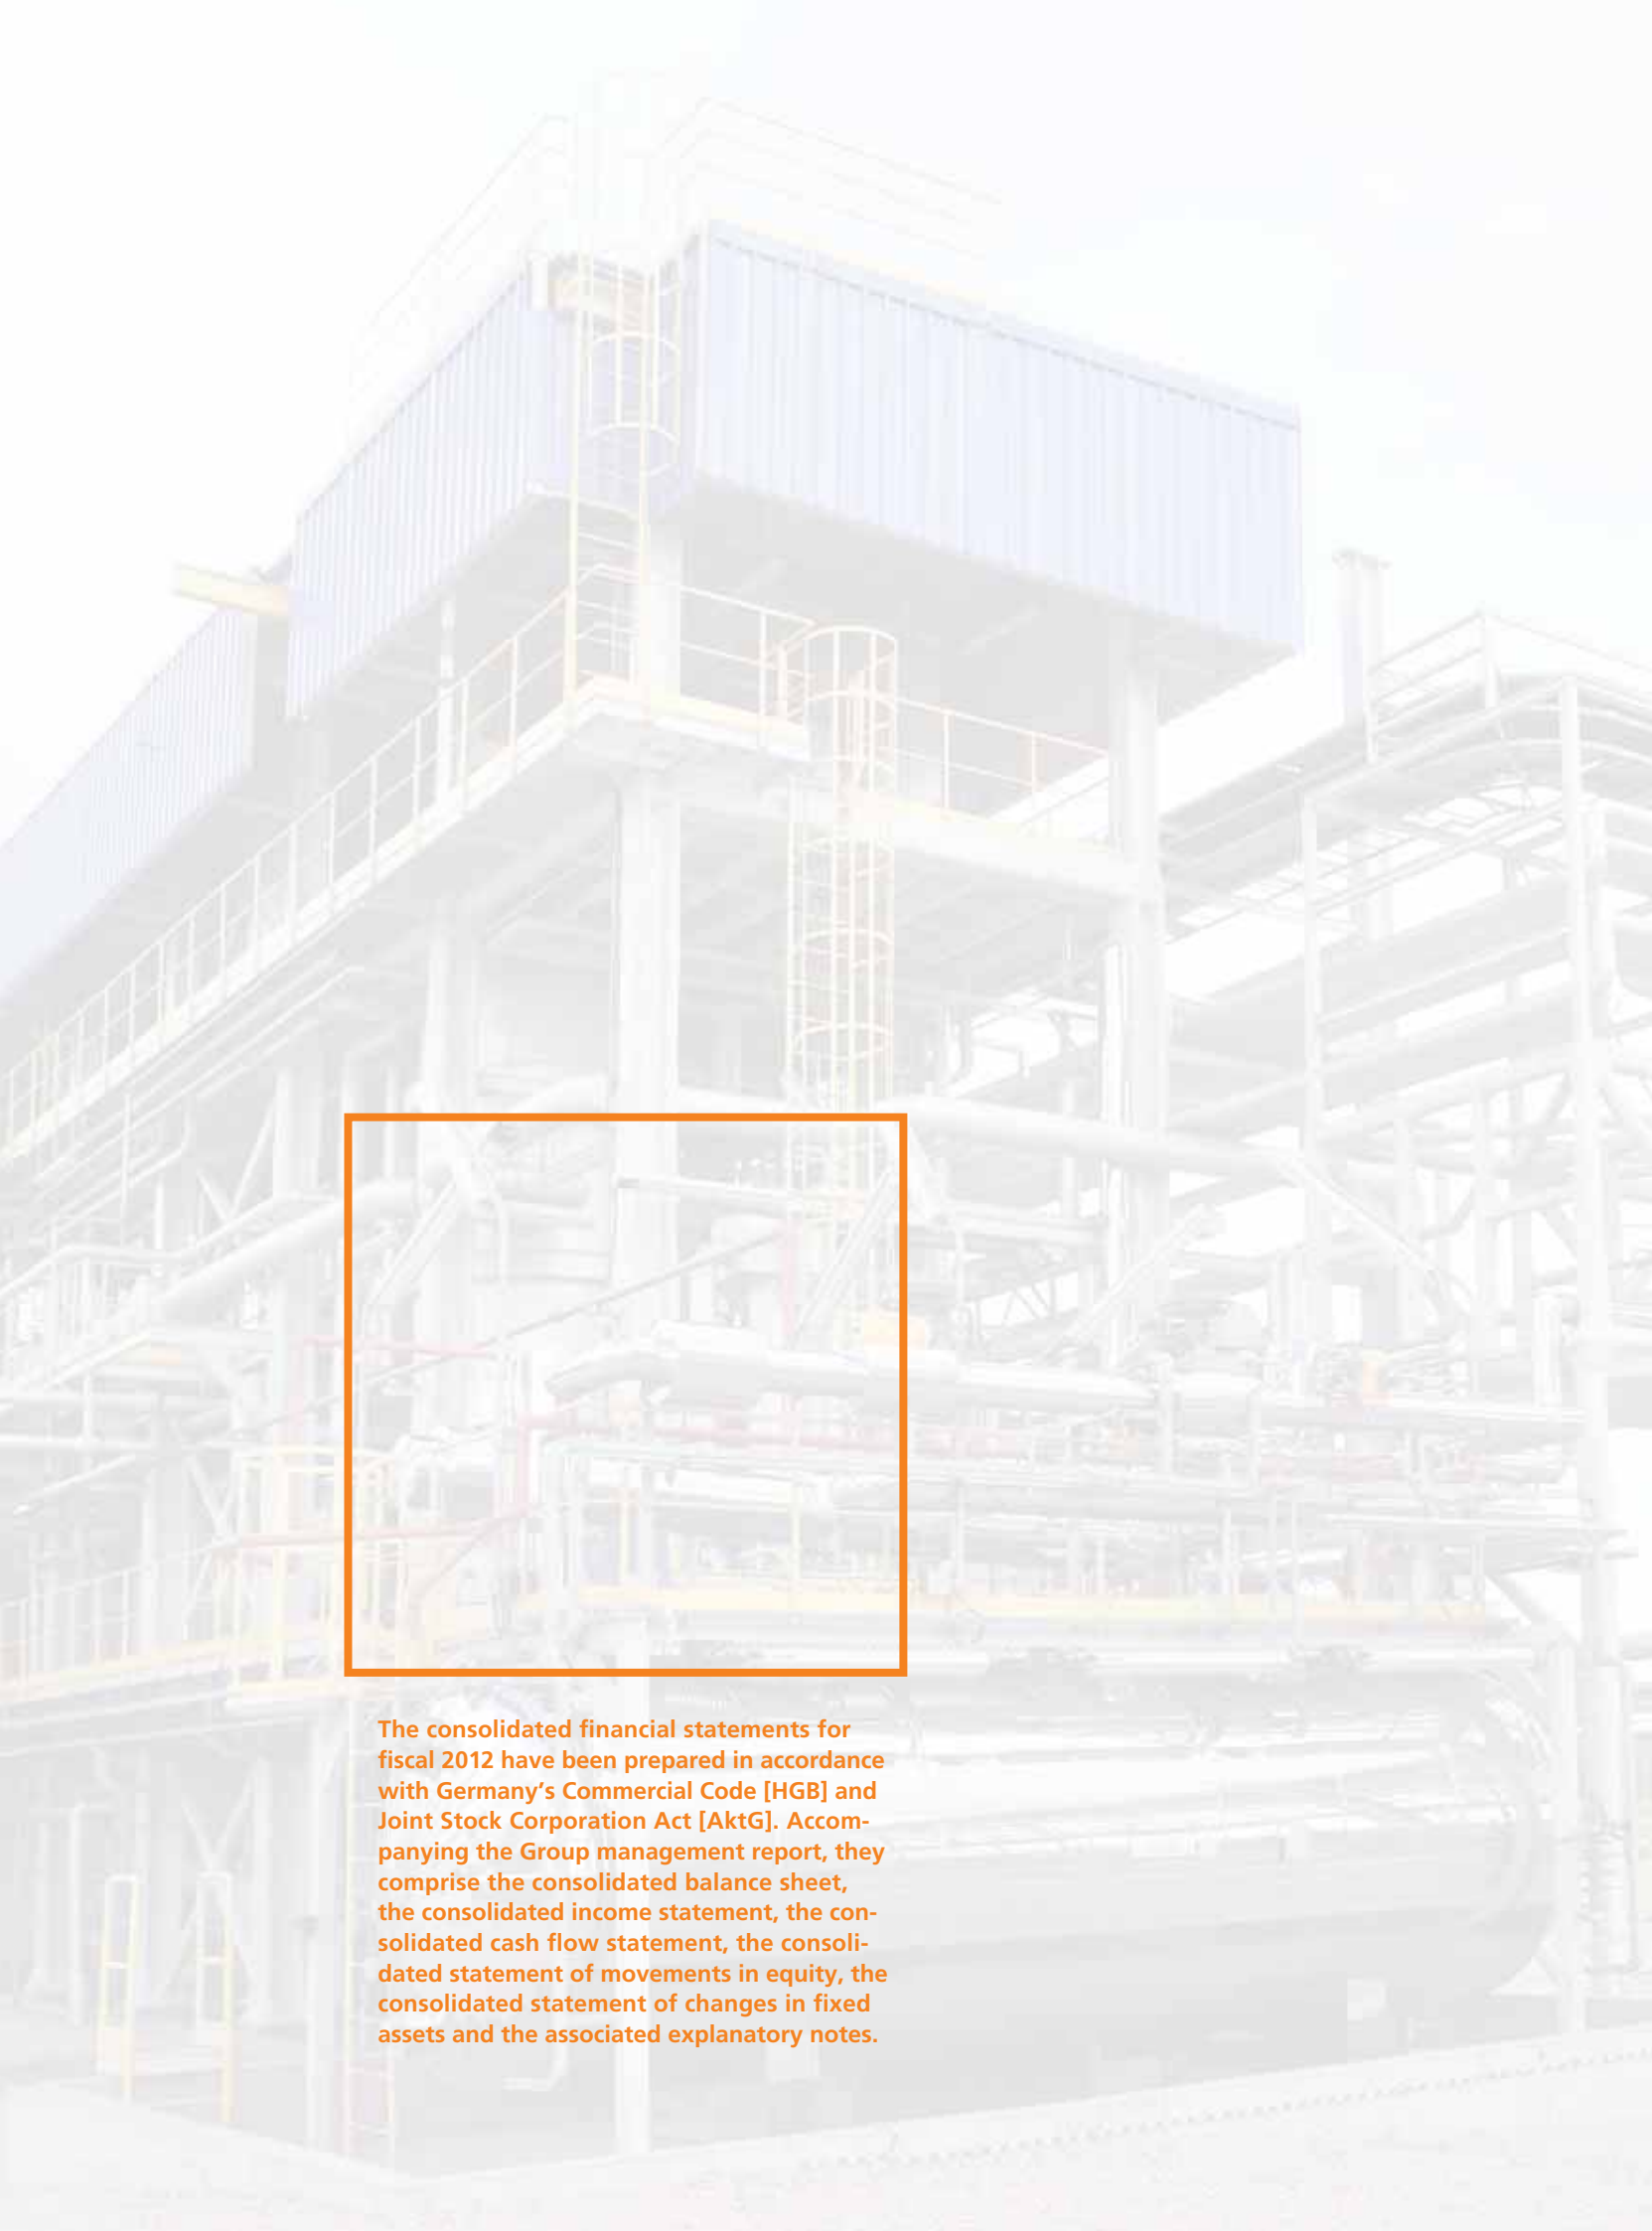 The consolidated financial statements for
fiscal 2012 have been prepared in accordance
with Germany’s Commercial Code [HGB] and
Joint Stock Corporation Act [AktG]. Accom-
panying the Group management report, they
comprise the consolidated balance sheet,
the consolidated income statement, the con-
solidated cash flow statement, the consoli-
dated statement of movements in equity, the
consolidated statement of changes in fixed
assets and the associated explanatory notes.